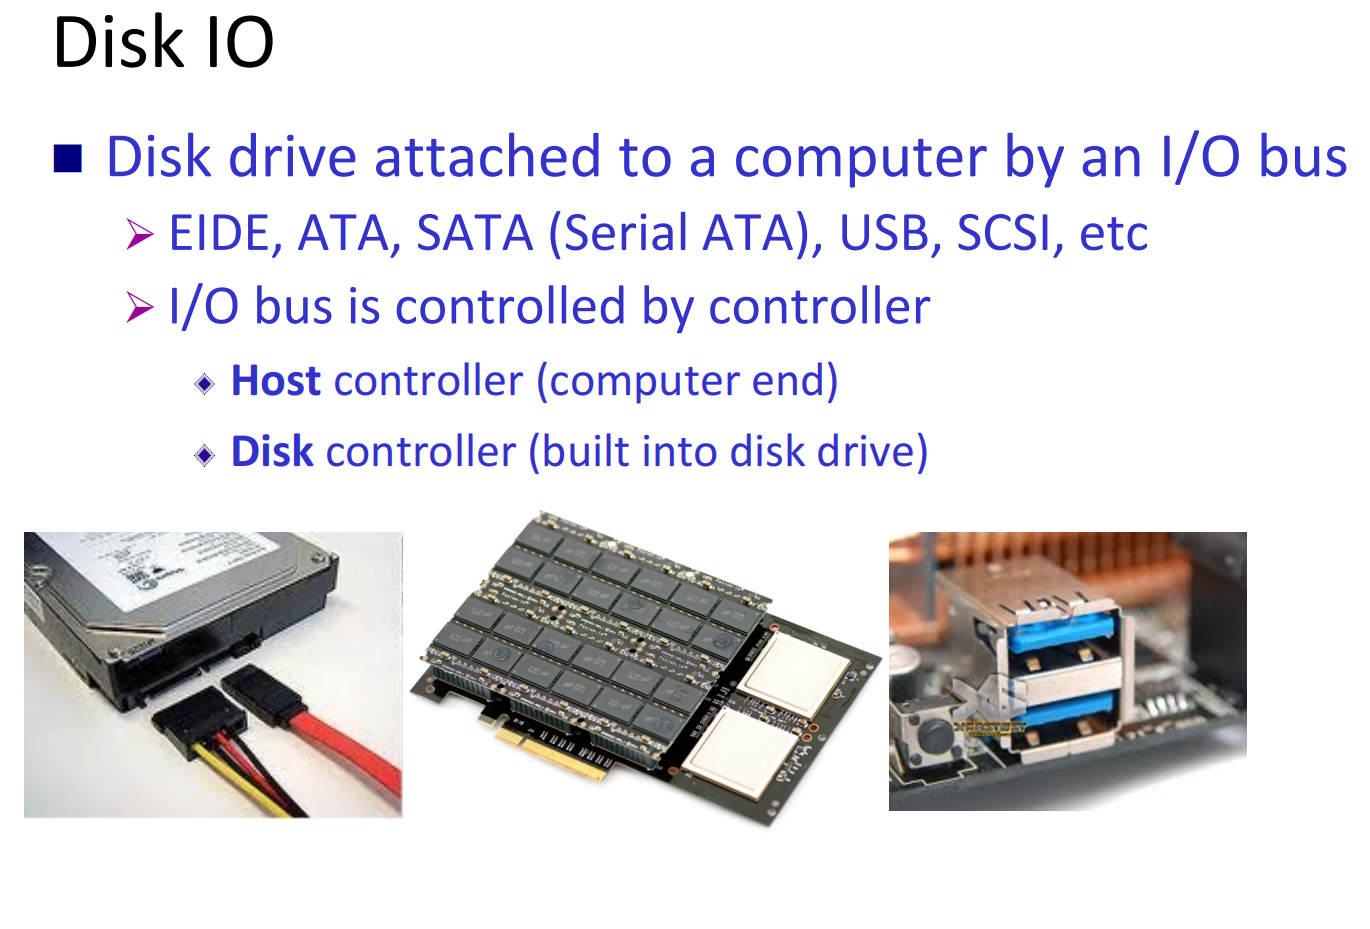 Disk IO
Disk drive attached to a computer by an I/O bus
EIDE, ATA, SATA (Serial ATA), USB, SCSI, etc
I/O bus is controlled by controller
Host controller (computer end)
Disk controller (built into disk drive)